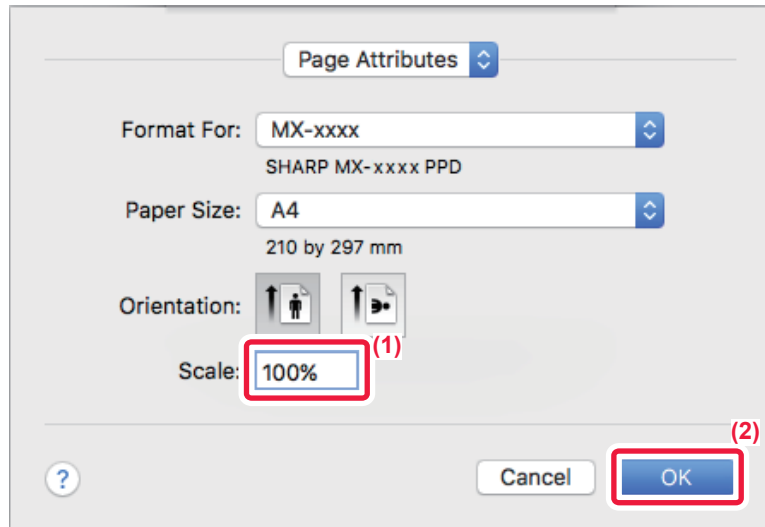 Page Attributes
Format For: MX-xxxx
SHARP MX-xxxx PPD
Paper Size: A4
210 by 297 mm
Orientation:
(1)
Scale: 100%
(2)
? Cancel OK